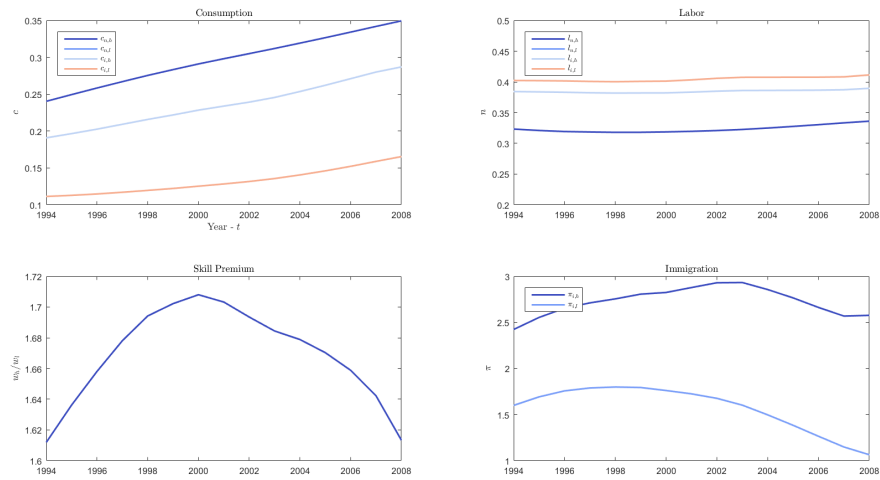 Consumption
0.35
0.3
0.25
0.2
0.15
0.1
c
c_{n,h}
c_{n,l}
c_{i,h}
c_{i,l}
1994 1996 1998 2000 2002 2004 2006 2008
Year - t
Labor
0.5
0.45
0.4
0.35
0.3
0.25
0.2
n
l_{n,h}
l_{n,l}
l_{i,h}
l_{i,l}
1994 1996 1998 2000 2002 2004 2006 2008
Skill Premium
1.72
1.7
1.68
1.66
1.64
1.62
1.6
w_h/w_l
1994 1996 1998 2000 2002 2004 2006 2008
Immigration
3
2.5
2
1.5
1
π
π_{i,h}
π_{i,l}
1994 1996 1998 2000 2002 2004 2006 2008